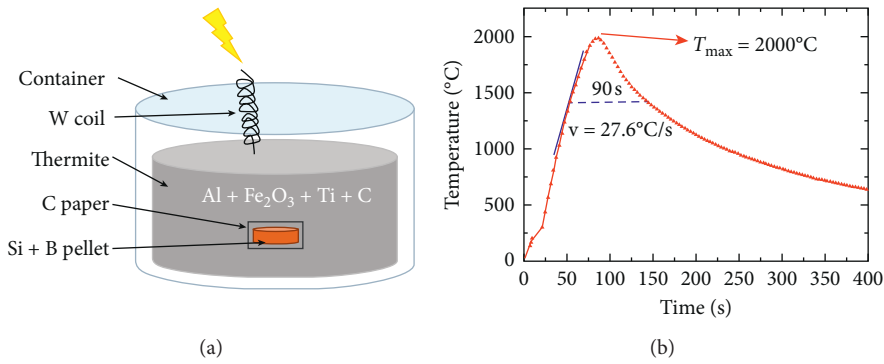 Container
W coil
Thermite
C paper
Si + B pellet
Al + Fe₂O₃ + Ti + C
(a)
Temperature (°C)
2000
1500
1000
500
0
T_max = 2000°C
90 s
v = 27.6°C/s
0 50 100 150 200 250 300 350 400
Time (s)
(b)